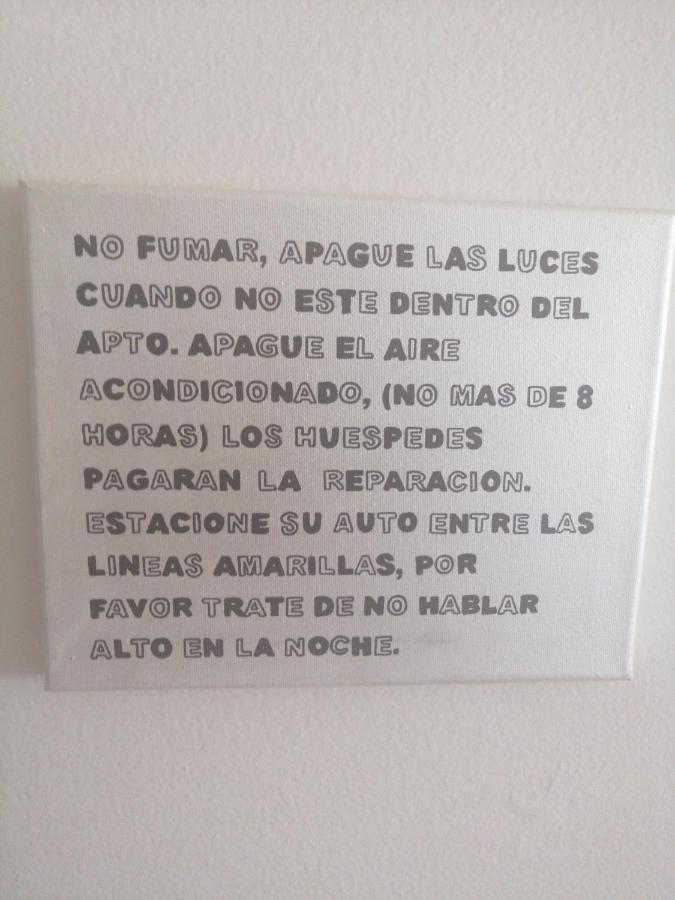 NO FUMAR, APAGUE LAS LUCES
CUANDO NO ESTE DENTRO DEL
APTO. APAGUE EL AIRE
ACONDICIONADO, (NO MAS DE 8
HORAS) LOS HUESPEDES
PAGARAN LA REPARACION.
ESTACIONE SU AUTO ENTRE LAS
LINEAS AMARILLAS, POR
FAVOR TRATE DE NO HABLAR
ALTO EN LA NOCHE.